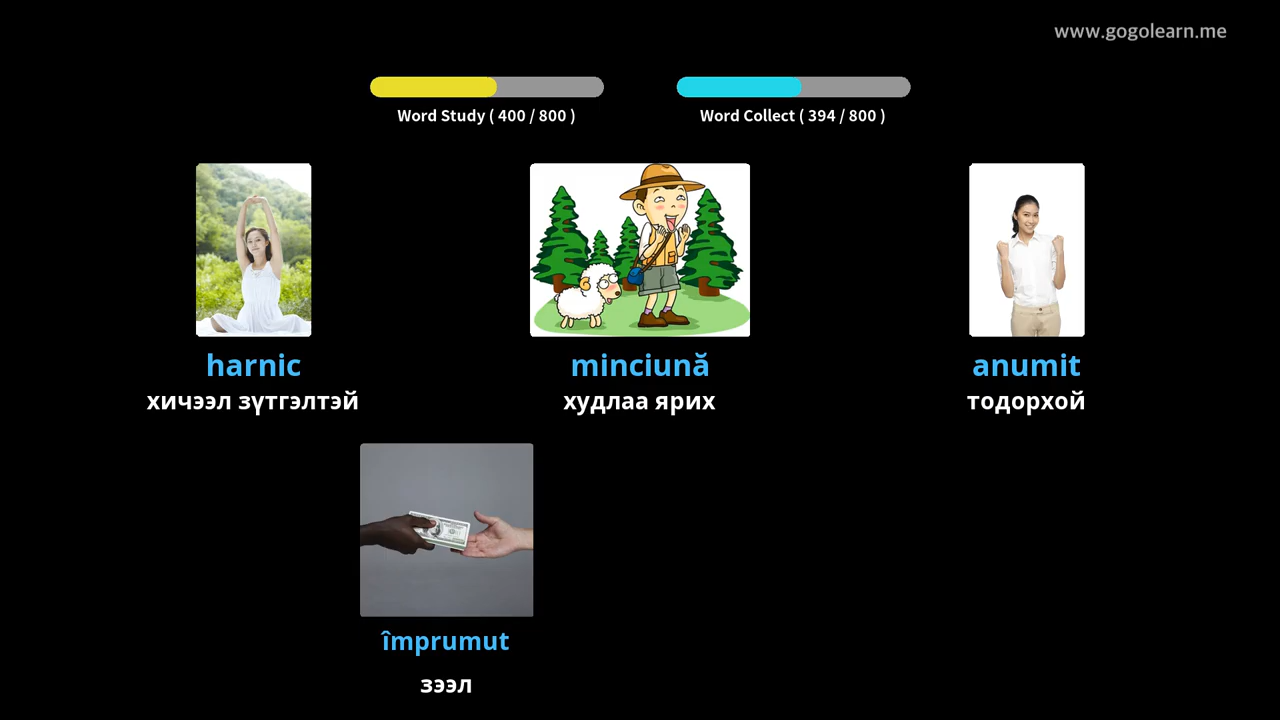 www.gogolearn.me
Word Study ( 400 / 800 )
Word Collect ( 394 / 800 )
harnic
хичээл зүтгэлтэй
minciună
худлаа ярих
anumit
тодорхой
împrumut
зээл